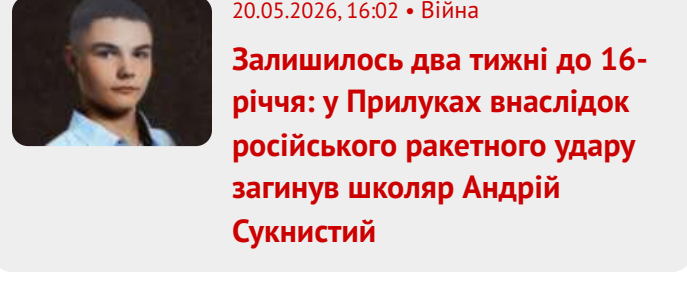 20.05.2026, 16:02 • Війна
Залишилось два тижні до 16-
річчя: у Прилуках внаслідок
російського ракетного удару
загинув школяр Андрій
Сукнистий